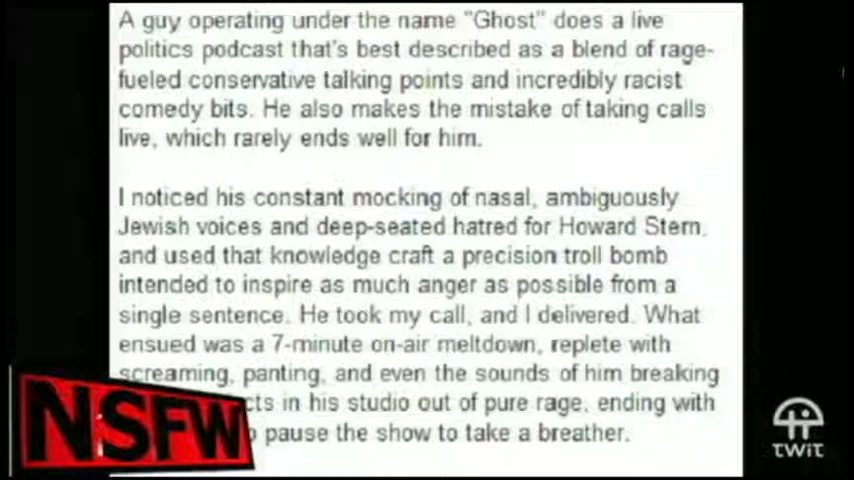 A guy operating under the name "Ghost" does a live
politics podcast that's best described as a blend of rage-
fueled conservative talking points and incredibly racist
comedy bits. He also makes the mistake of taking calls
live, which rarely ends well for him.
I noticed his constant mocking of nasal, ambiguously
Jewish voices and deep-seated hatred for Howard Stern,
and used that knowledge craft a precision troll bomb
intended to inspire as much anger as possible from a
single sentence. He took my call, and I delivered. What
ensued was a 7-minute on-air meltdown, replete with
screaming, panting, and even the sounds of him breaking
cts in his studio out of pure rage, ending with
pause the show to take a breather.
NSFW
TWiT